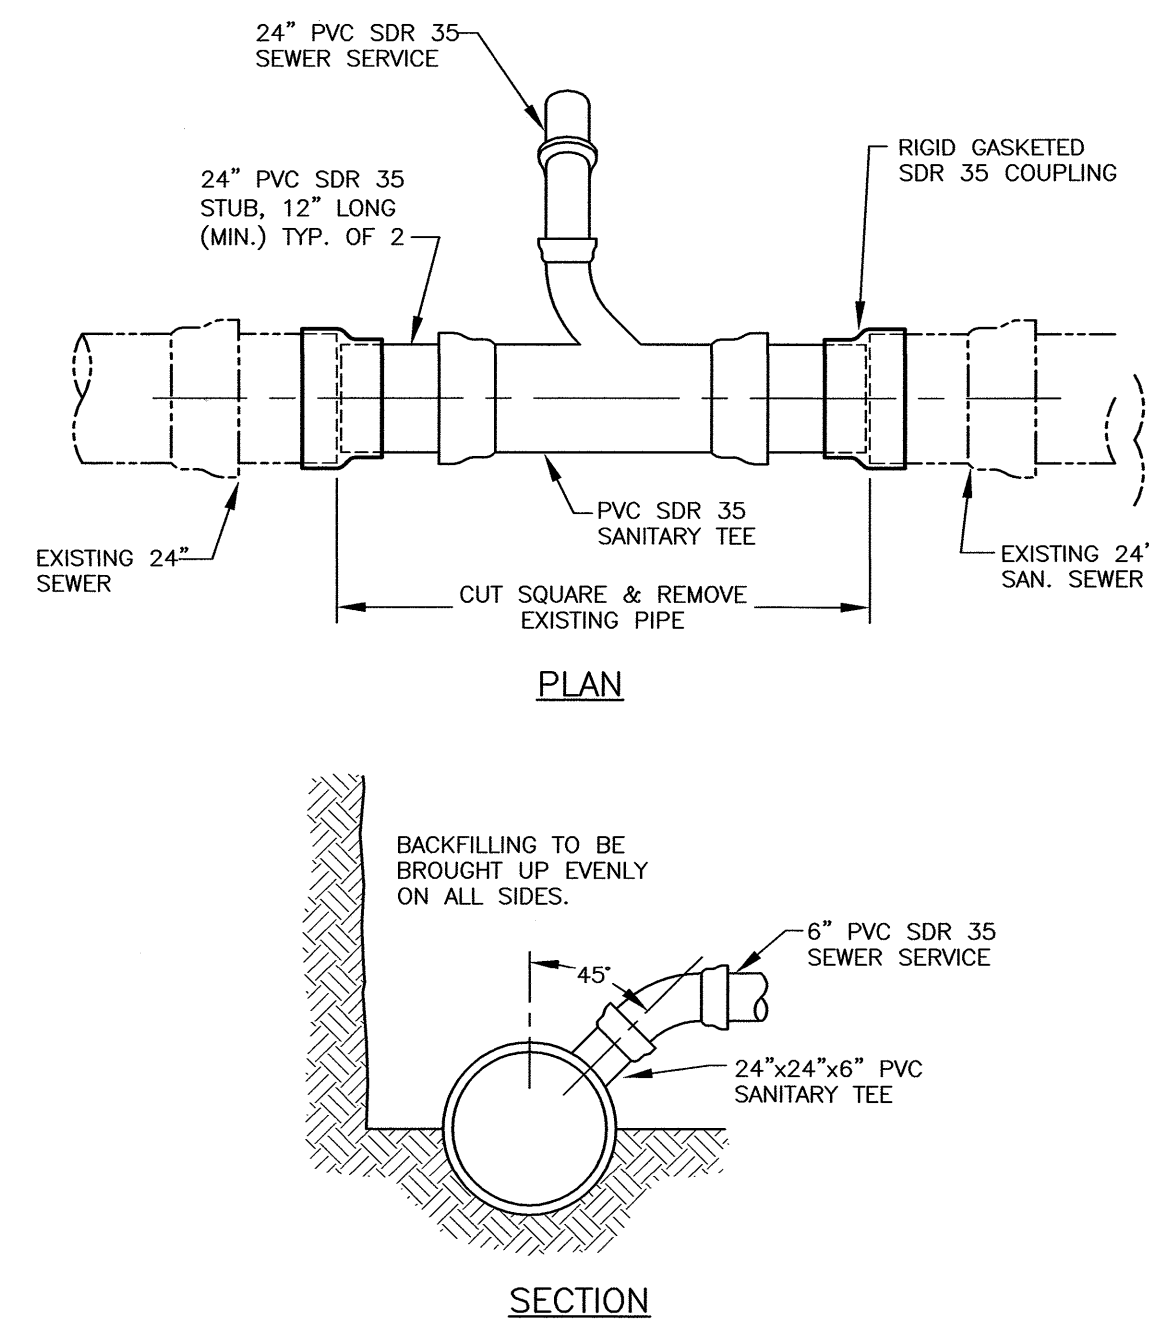 24" PVC SDR 35
SEWER SERVICE
RIGID GASKETED
SDR 35 COUPLING
24" PVC SDR 35
STUB, 12" LONG
(MIN.) TYP. OF 2
PVC SDR 35
SANITARY TEE
EXISTING 24"
SEWER
EXISTING 24'
SAN. SEWER
CUT SQUARE & REMOVE
EXISTING PIPE
PLAN
BACKFILLING TO BE
BROUGHT UP EVENLY
ON ALL SIDES.
6" PVC SDR 35
SEWER SERVICE
45°
24"x24"x6" PVC
SANITARY TEE
SECTION